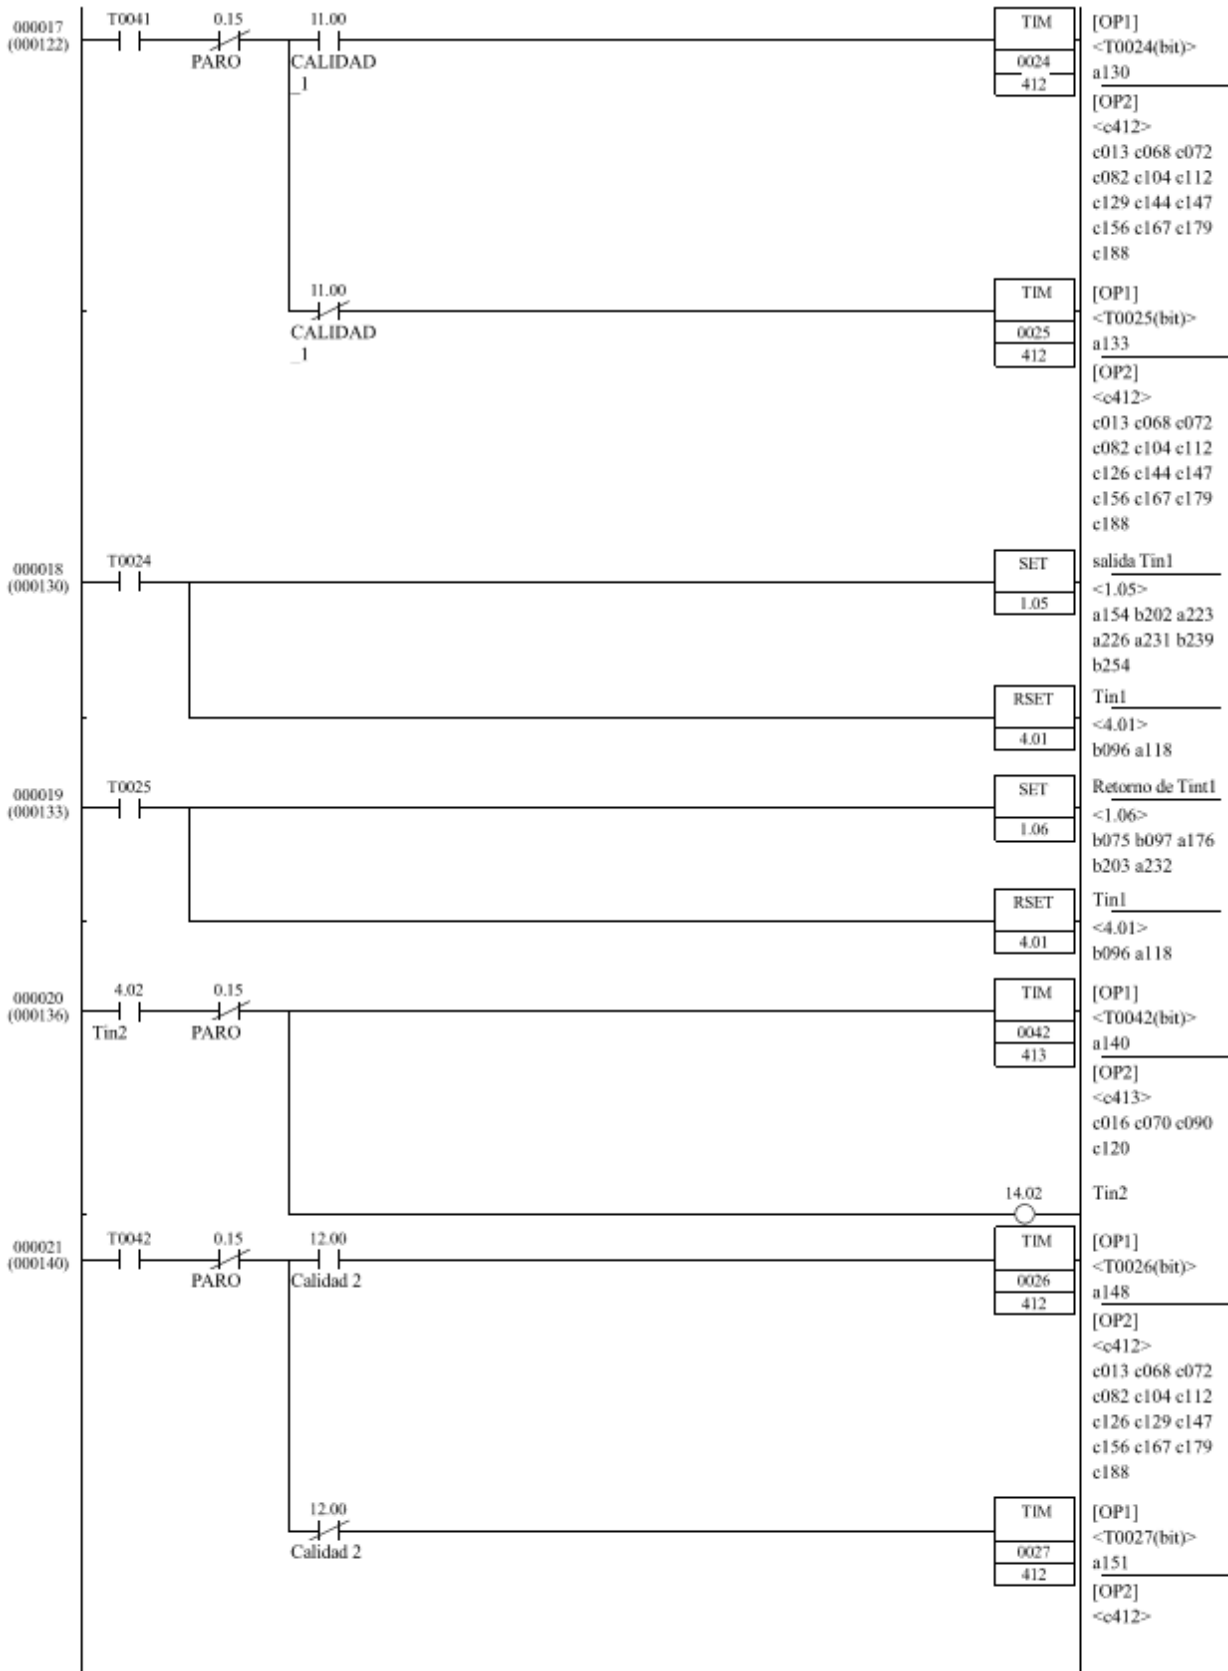 000017
(000122)
T0041
0.15
PARO
11.00
CALIDAD
_1
TIM
0024
412
[OP1]
<T0024(bit)>
a130
[OP2]
<c412>
c013 c068 c072
c082 c104 c112
c129 c144 c147
c156 c167 c179
c188
11.00
CALIDAD
_1
TIM
0025
412
[OP1]
<T0025(bit)>
a133
[OP2]
<c412>
c013 c068 c072
c082 c104 c112
c126 c144 c147
c156 c167 c179
c188
000018
(000130)
T0024
SET
1.05
salida Tin1
<1.05>
a154 b202 a223
a226 a231 b239
b254
RSET
4.01
Tin1
<4.01>
b096 a118
000019
(000133)
T0025
SET
1.06
Retorno de Tint1
<1.06>
b075 b097 a176
b203 a232
RSET
4.01
Tin1
<4.01>
b096 a118
000020
(000136)
4.02
Tin2
0.15
PARO
TIM
0042
413
[OP1]
<T0042(bit)>
a140
[OP2]
<c413>
c016 c070 c090
c120
14.02
Tin2
000021
(000140)
T0042
0.15
PARO
12.00
Calidad 2
TIM
0026
412
[OP1]
<T0026(bit)>
a148
[OP2]
<c412>
c013 c068 c072
c082 c104 c112
c126 c129 c147
c156 c167 c179
c188
12.00
Calidad 2
TIM
0027
412
[OP1]
<T0027(bit)>
a151
[OP2]
<c412>